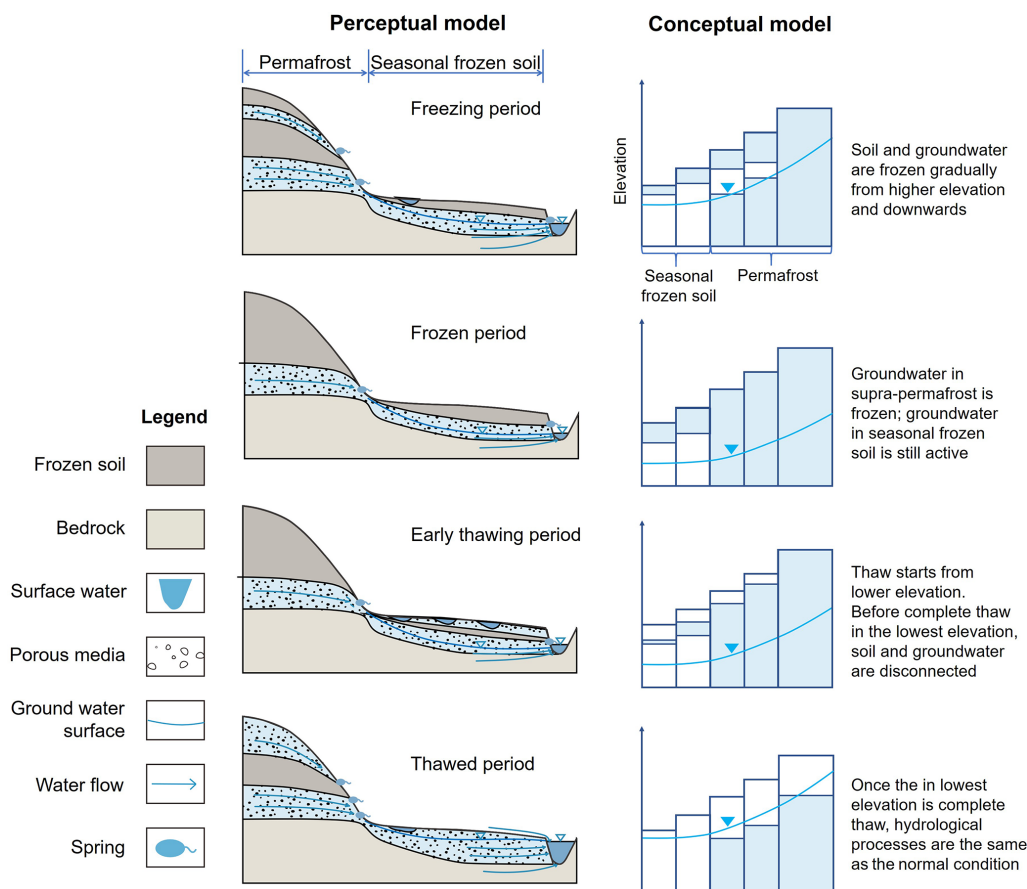 Perceptual model
Conceptual model
Permafrost
Seasonal frozen soil
Freezing period
Elevation
Soil and groundwater
are frozen gradually
from higher elevation
and downwards
Seasonal
frozen soil
Permafrost
Frozen period
Groundwater in
supra-permafrost is
frozen; groundwater
in seasonal frozen
soil is still active
Legend
Frozen soil
Bedrock
Surface water
Porous media
Ground water
surface
Water flow
Spring
Early thawing period
Thaw starts from
lower elevation.
Before complete thaw
in the lowest elevation,
soil and groundwater
are disconnected
Thawed period
Once the in lowest
elevation is complete
thaw, hydrological
processes are the same
as the normal condition